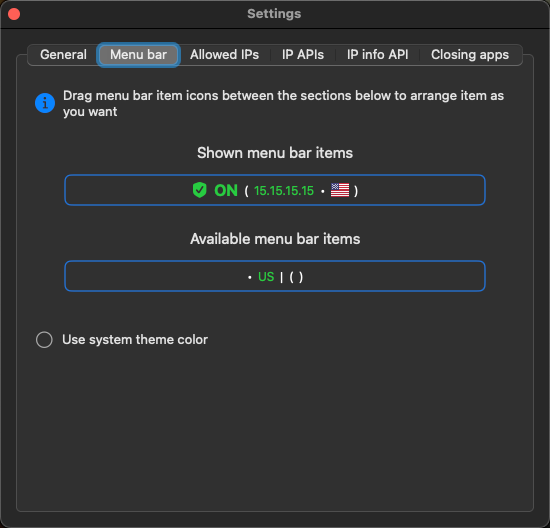 Settings
General Menu bar Allowed IPs IP APIs IP info API Closing apps
Drag menu bar item icons between the sections below to arrange item as
you want
Shown menu bar items
ON ( 15.15.15.15 • )
Available menu bar items
• US | ( )
Use system theme color